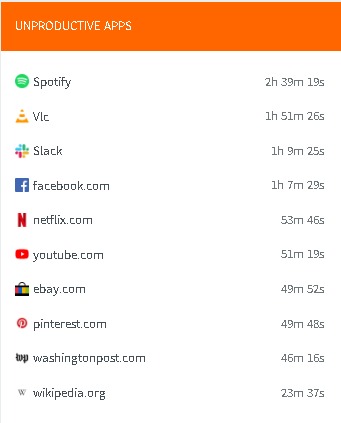 UNPRODUCTIVE APPS
Spotify 2h 39m 19s
Vlc 1h 51m 26s
Slack 1h 9m 25s
facebook.com 1h 7m 29s
netflix.com 53m 46s
youtube.com 51m 19s
ebay.com 49m 52s
pinterest.com 49m 48s
washingtonpost.com 46m 16s
wikipedia.org 23m 37s